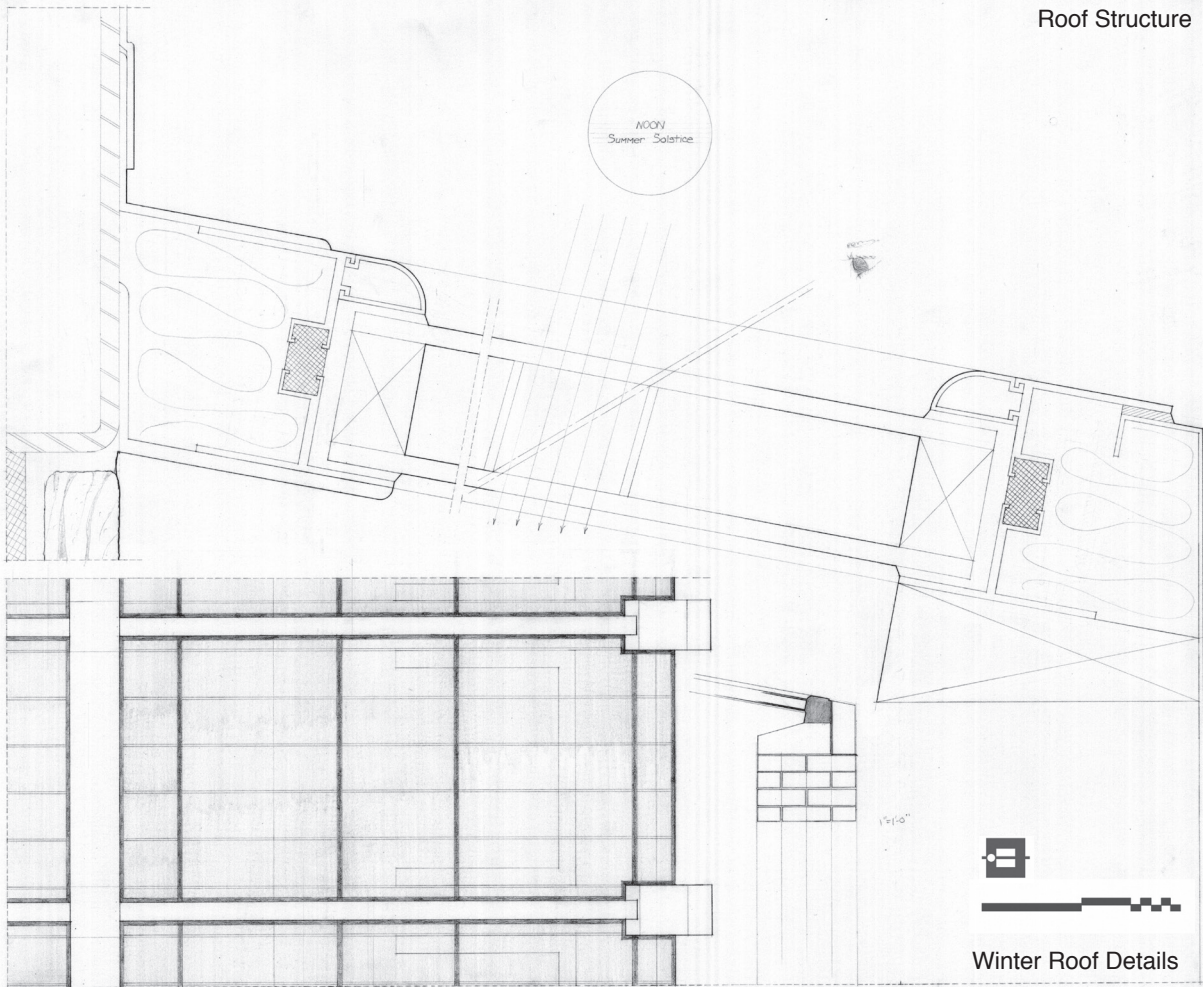 Roof Structure
NOON
Summer Solstice
1"=1'-0"
Winter Roof Details